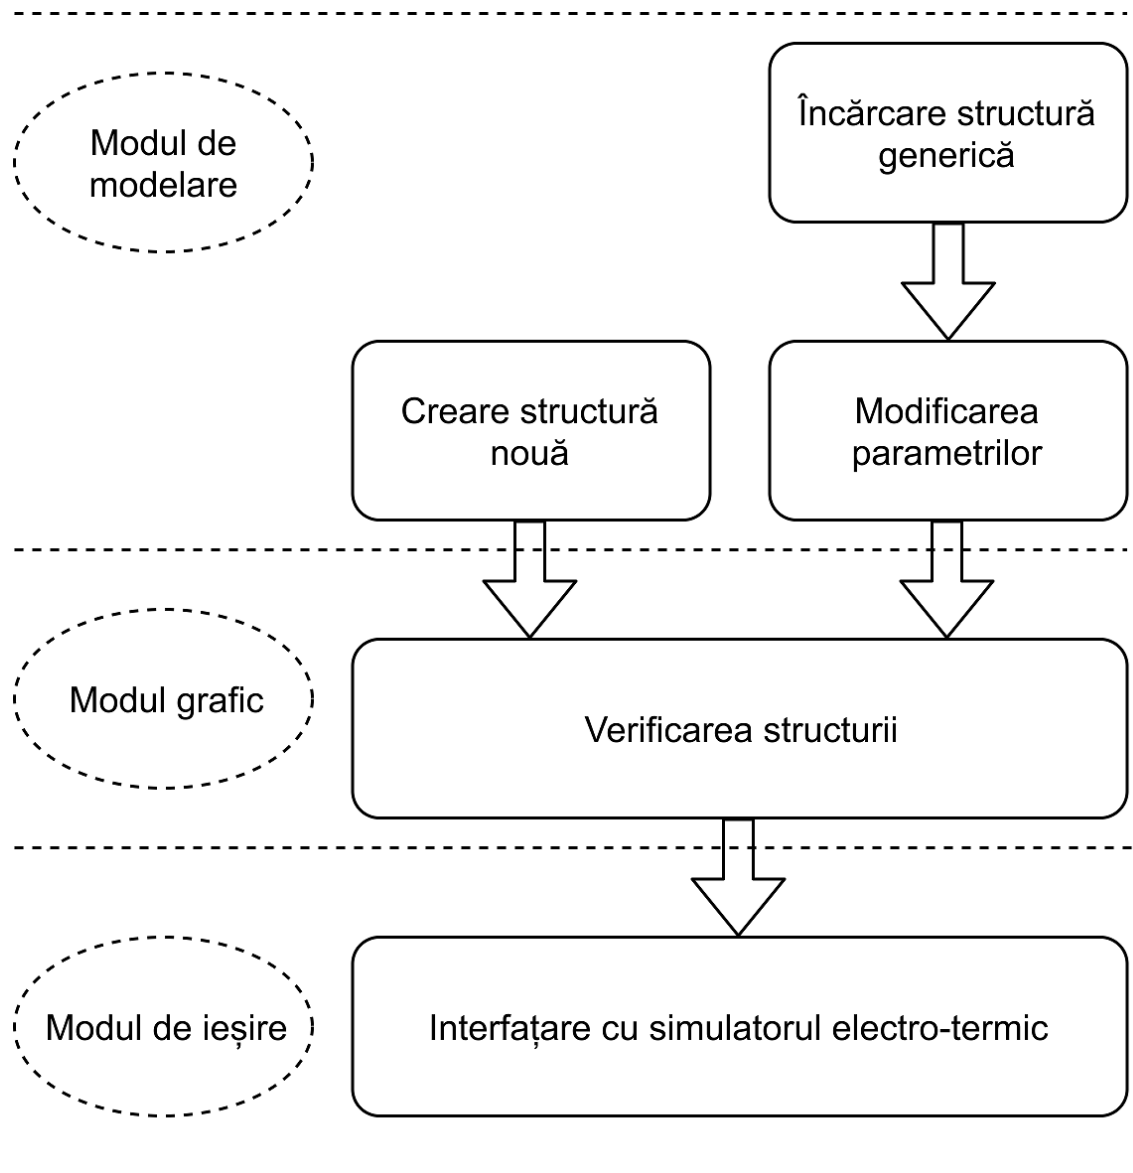 Modul de
modelare
Încărcare structură
generică
Creare structură
nouă
Modificarea
parametrilor
Modul grafic
Verificarea structurii
Modul de ieșire
Interfațare cu simulatorul electro-termic